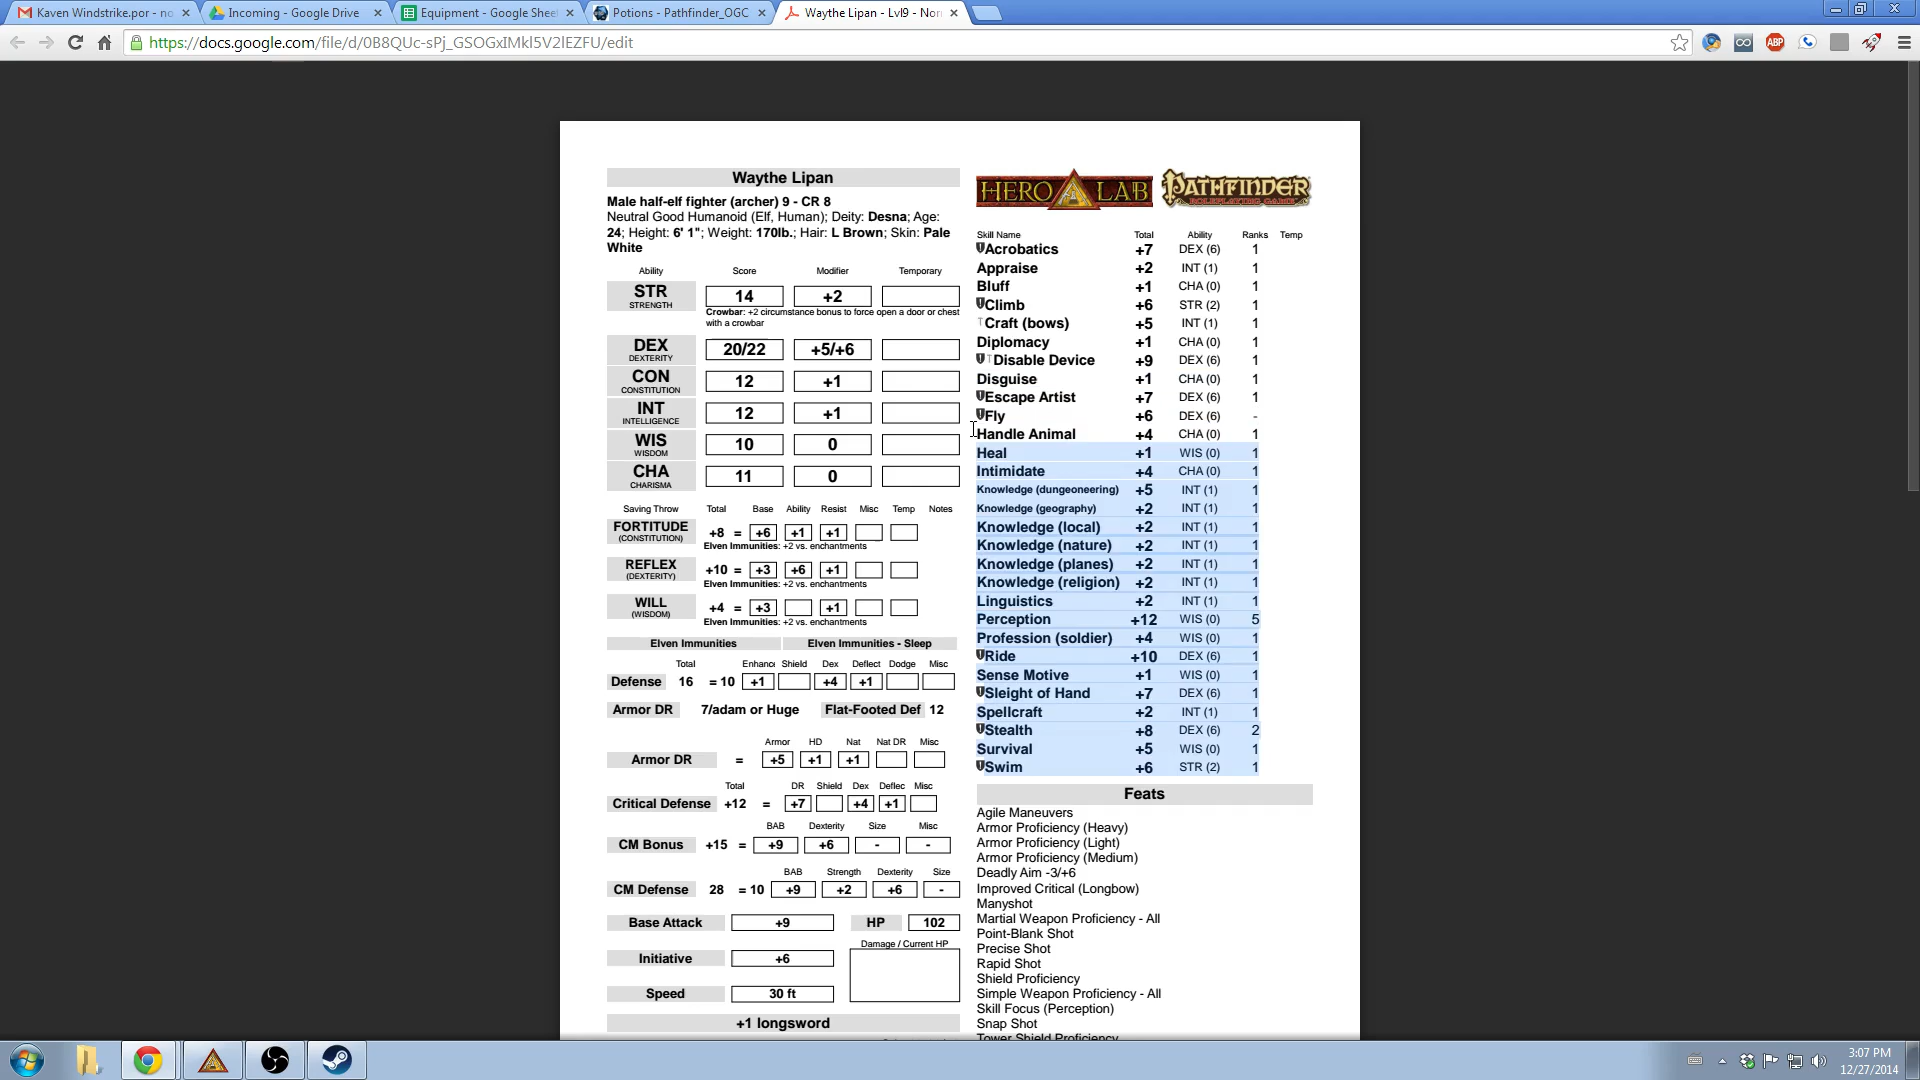 Kaven Windstrike.por - no
Incoming - Google Drive
Equipment - Google Shee
Potions - Pathfinder_OGC
Waythe Lipan - Lvl9 - Non
https://docs.google.com/file/d/0B8QUc-sPj_GSOGxIMkl5V2lEZFU/edit
ABP
Waythe Lipan
Male half-elf fighter (archer) 9 - CR 8
Neutral Good Humanoid (Elf, Human); Deity: Desna; Age:
24; Height: 6' 1"; Weight: 170lb.; Hair: L Brown; Skin: Pale
White
Ability Score Modifier Temporary
STR 14 +2
STRENGTH
Crowbar: +2 circumstance bonus to force open a door or chest
with a crowbar
DEX 20/22 +5/+6
DEXTERITY
CON 12 +1
CONSTITUTION
INT 12 +1
INTELLIGENCE
WIS 10 0
WISDOM
CHA 11 0
CHARISMA
Saving Throw Total Base Ability Resist Misc Temp Notes
FORTITUDE +8 = +6 +1 +1
(CONSTITUTION)
Elven Immunities: +2 vs. enchantments
REFLEX +10 = +3 +6 +1
(DEXTERITY)
Elven Immunities: +2 vs. enchantments
WILL +4 = +3 +1
(WISDOM)
Elven Immunities: +2 vs. enchantments
Elven Immunities Elven Immunities - Sleep
Total Enhanc Shield Dex Deflect Dodge Misc
Defense 16 = 10 +1 +4 +1
Armor DR 7/adam or Huge Flat-Footed Def 12
Armor HD Nat Nat DR Misc
Armor DR = +5 +1 +1
Total DR Shield Dex Deflec Misc
Critical Defense +12 = +7 +4 +1
BAB Dexterity Size Misc
CM Bonus +15 = +9 +6 - -
BAB Strength Dexterity Size
CM Defense 28 = 10 +9 +2 +6 -
Base Attack +9 HP 102
Damage / Current HP
Initiative +6
Speed 30 ft
+1 longsword
HERO LAB
PATHFINDER
ROLEPLAYING GAME
Skill Name Total Ability Ranks Temp
Acrobatics +7 DEX (6) 1
Appraise +2 INT (1) 1
Bluff +1 CHA (0) 1
Climb +6 STR (2) 1
Craft (bows) +5 INT (1) 1
Diplomacy +1 CHA (0) 1
Disable Device +9 DEX (6) 1
Disguise +1 CHA (0) 1
Escape Artist +7 DEX (6) 1
Fly +6 DEX (6) -
Handle Animal +4 CHA (0) 1
Heal +1 WIS (0) 1
Intimidate +4 CHA (0) 1
Knowledge (dungeoneering) +5 INT (1) 1
Knowledge (geography) +2 INT (1) 1
Knowledge (local) +2 INT (1) 1
Knowledge (nature) +2 INT (1) 1
Knowledge (planes) +2 INT (1) 1
Knowledge (religion) +2 INT (1) 1
Linguistics +2 INT (1) 1
Perception +12 WIS (0) 5
Profession (soldier) +4 WIS (0) 1
Ride +10 DEX (6) 1
Sense Motive +1 WIS (0) 1
Sleight of Hand +7 DEX (6) 1
Spellcraft +2 INT (1) 1
Stealth +8 DEX (6) 2
Survival +5 WIS (0) 1
Swim +6 STR (2) 1
Feats
Agile Maneuvers
Armor Proficiency (Heavy)
Armor Proficiency (Light)
Armor Proficiency (Medium)
Deadly Aim -3/+6
Improved Critical (Longbow)
Manyshot
Martial Weapon Proficiency - All
Point-Blank Shot
Precise Shot
Rapid Shot
Shield Proficiency
Simple Weapon Proficiency - All
Skill Focus (Perception)
Snap Shot
Tower Shield Proficiency
3:07 PM
12/27/2014